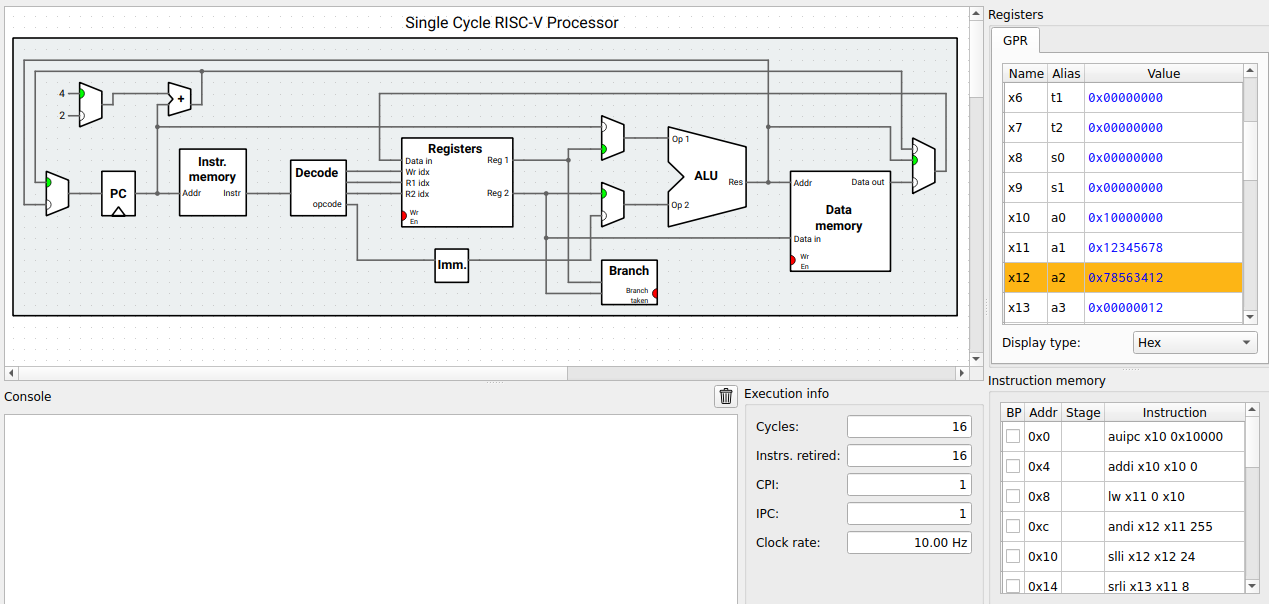 Single Cycle RISC-V Processor
4
2
+
PC
Instr.
memory
Addr
Instr
Decode
opcode
Registers
Data in
Wr idx
R1 idx
R2 idx
Wr
En
Reg 1
Reg 2
Imm.
Branch
Branch
taken
Op 1
Op 2
ALU
Res
Addr
Data out
Data
memory
Data in
Wr
En
Registers
GPR
Name Alias Value
x6 t1 0x00000000
x7 t2 0x00000000
x8 s0 0x00000000
x9 s1 0x00000000
x10 a0 0x10000000
x11 a1 0x12345678
x12 a2 0x78563412
x13 a3 0x00000012
Display type: Hex
Console
Execution info
Cycles: 16
Instrs. retired: 16
CPI: 1
IPC: 1
Clock rate: 10.00 Hz
Instruction memory
BP Addr Stage Instruction
0x0 auipc x10 0x10000
0x4 addi x10 x10 0
0x8 lw x11 0 x10
0xc andi x12 x11 255
0x10 slli x12 x12 24
0x14 srli x13 x11 8